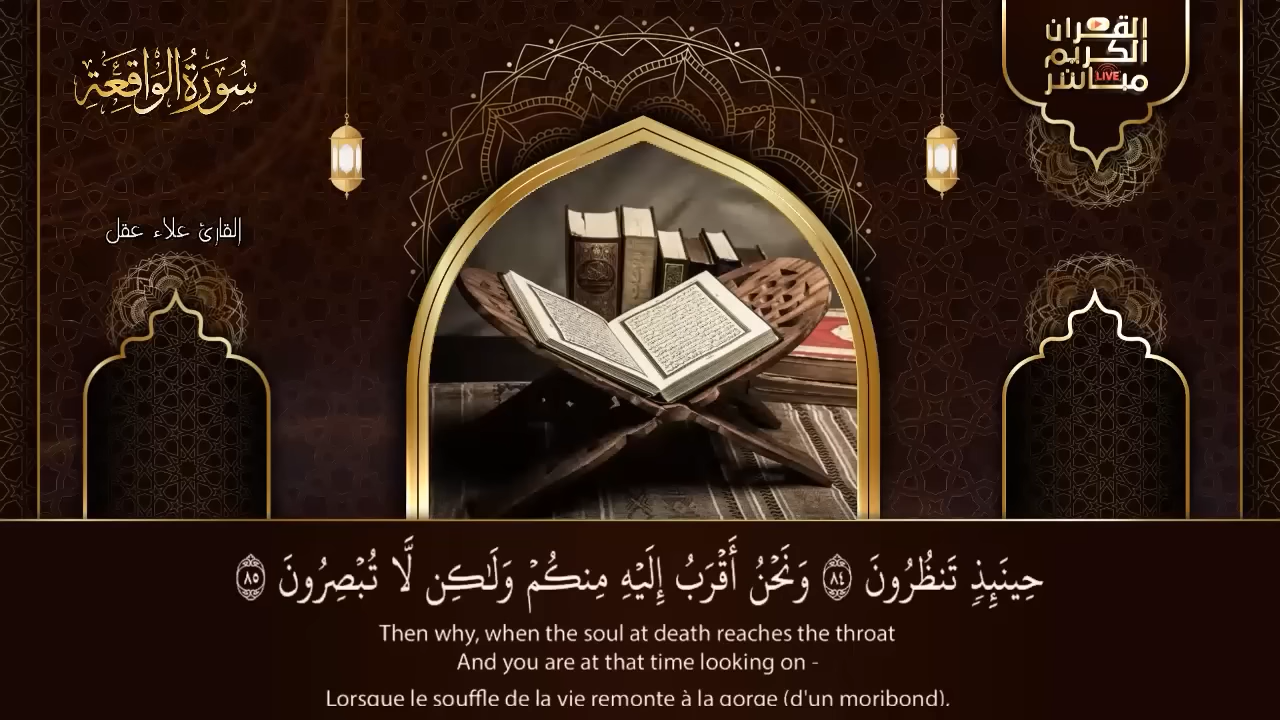 سُورَةُ الوَاقِعَة
القران
الكريم
مباشر
LIVE
القارئ علاء عقل
حِينَئِذٍ تَنظُرُونَ ٨٤ وَنَحْنُ أَقْرَبُ إِلَيْهِ مِنكُمْ وَلَٰكِن لَّا تُبْصِرُونَ ٨٥
Then why, when the soul at death reaches the throat
And you are at that time looking on -
Lorsque le souffle de la vie remonte à la gorge (d'un moribond).